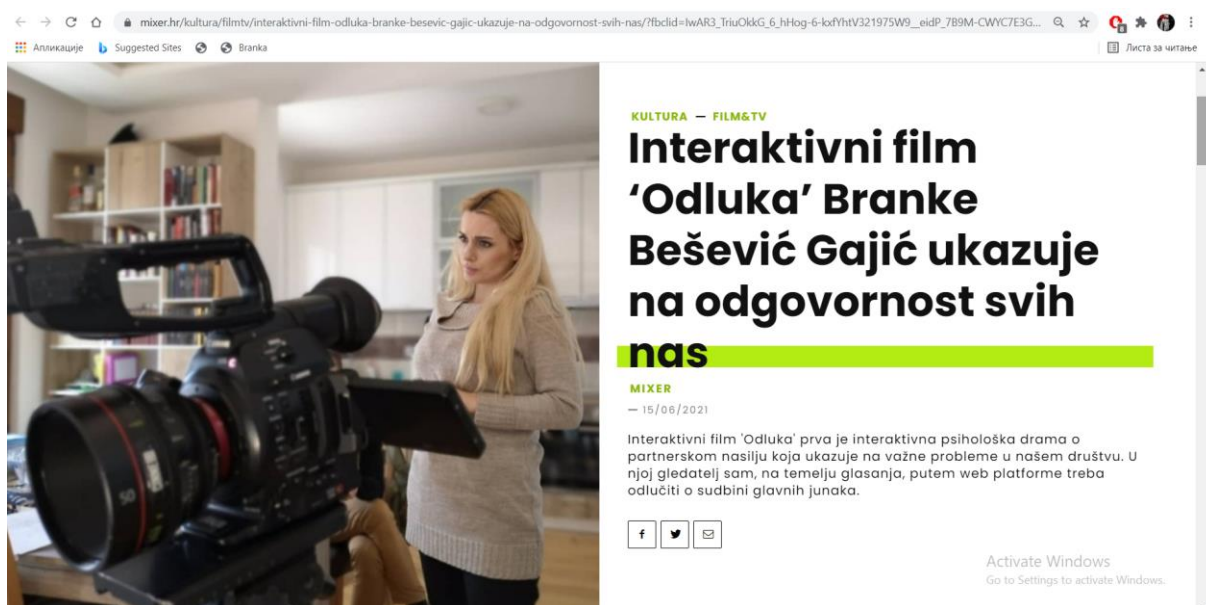 mixer.hr/kultura/filmtv/interaktivni-film-odluka-branke-besevic-gajic-ukazuje-na-odgovornost-svih-nas/?fbclid=IwAR3_TriuOkkG_6_hHog-6-kxfYhtV321975W9__eidP_7B9M-CWYC7E3G...
Апликације Suggested Sites Branka Листа за читање
KULTURA — FILM&TV
Interaktivni film
‘Odluka’ Branke
Bešević Gajić ukazuje
na odgovornost svih
nas
MIXER
— 15/06/2021
Interaktivni film 'Odluka' prva je interaktivna psihološka drama o
partnerskom nasilju koja ukazuje na važne probleme u našem društvu. U
njoj gledatelj sam, na temelju glasanja, putem web platforme treba
odlučiti o sudbini glavnih junaka.
Activate Windows
Go to Settings to activate Windows.
50